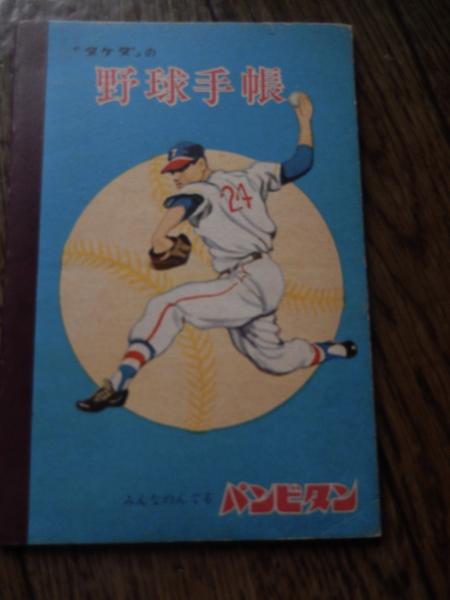 "タケダ"の
野球手帳
T
24
みんなのんでる パンビタン